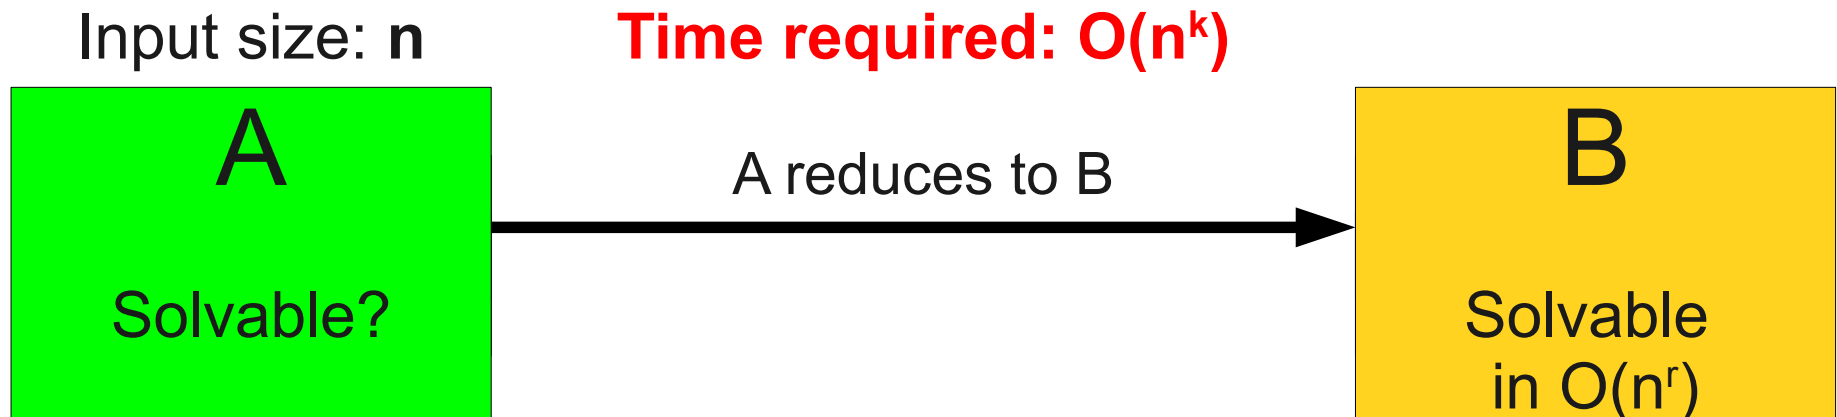 Input size: n
Time required: O(nᵏ)
A
A reduces to B
B
Solvable?
Solvable
in O(nʳ)